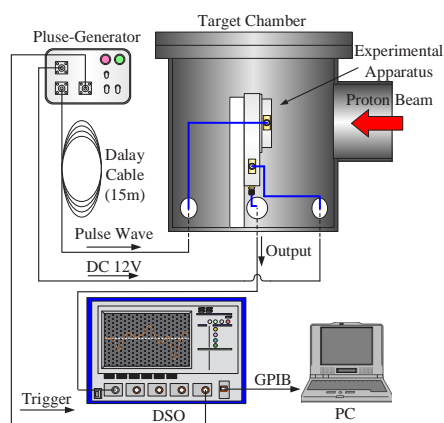 Target Chamber
Pluse-Generator
Experimental
Apparatus
Proton Beam
Dalay
Cable
(15m)
Pulse Wave
Output
DC 12V
SS
GPIB
Trigger
DSO
PC